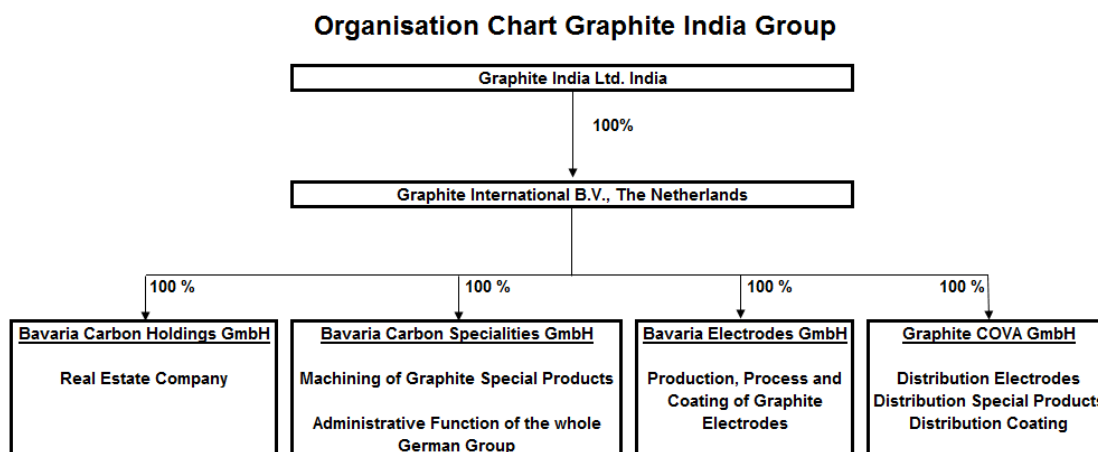 Organisation Chart Graphite India Group
Graphite India Ltd. India
100%
Graphite International B.V., The Netherlands
100 %
100 %
100 %
100 %
Bavaria Carbon Holdings GmbH
Real Estate Company
Bavaria Carbon Specialities GmbH
Machining of Graphite Special Products
Administrative Function of the whole
German Group
Bavaria Electrodes GmbH
Production, Process and
Coating of Graphite
Electrodes
Graphite COVA GmbH
Distribution Electrodes
Distribution Special Products
Distribution Coating